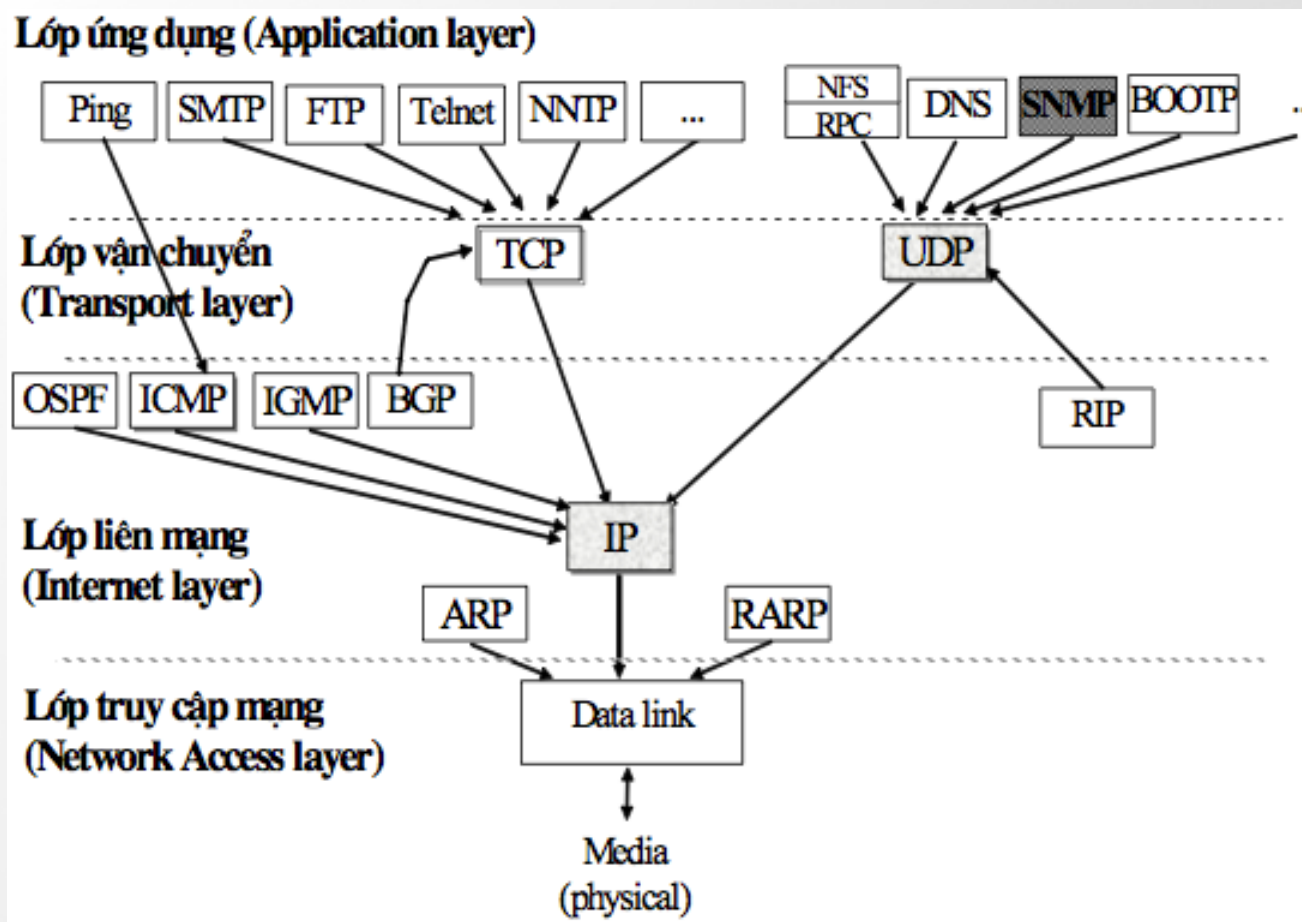 Lớp ứng dụng (Application layer)
Ping SMTP FTP Telnet NNTP ... NFS RPC DNS SNMP BOOTP ..
Lớp vận chuyển
(Transport layer)
TCP UDP
OSPF ICMP IGMP BGP RIP
Lớp liên mạng
(Internet layer)
IP
ARP RARP
Lớp truy cập mạng
(Network Access layer)
Data link
Media
(physical)